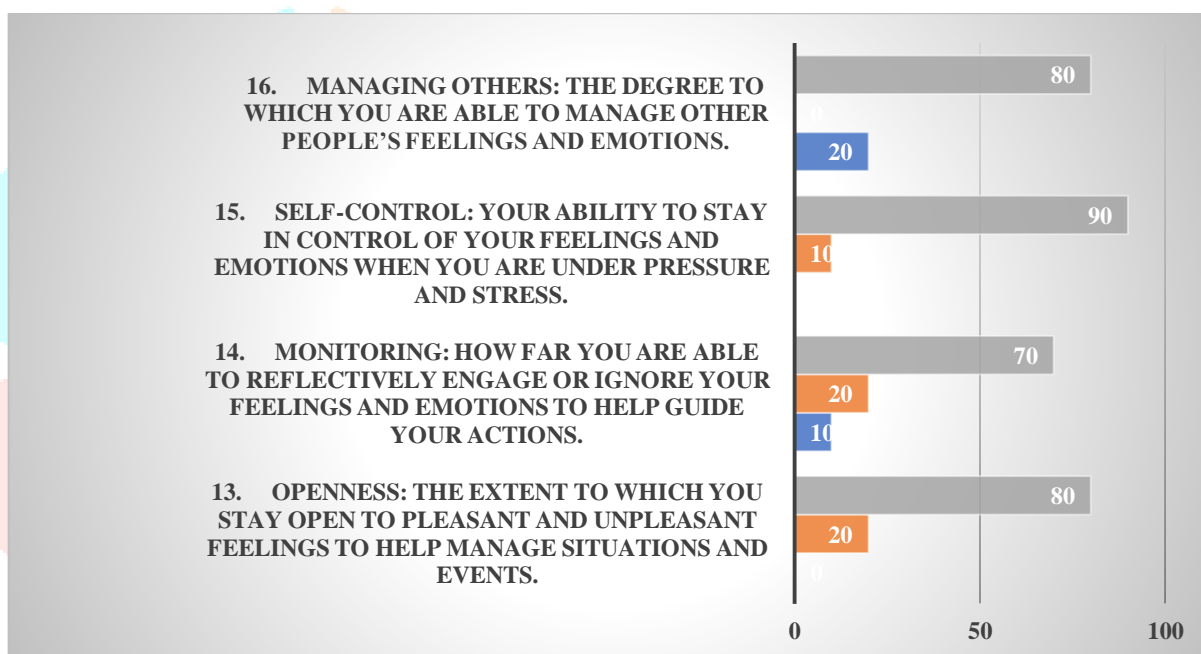 16. MANAGING OTHERS: THE DEGREE TO
WHICH YOU ARE ABLE TO MANAGE OTHER
PEOPLE'S FEELINGS AND EMOTIONS.
80
0
20
15. SELF-CONTROL: YOUR ABILITY TO STAY
IN CONTROL OF YOUR FEELINGS AND
EMOTIONS WHEN YOU ARE UNDER PRESSURE
AND STRESS.
90
10
14. MONITORING: HOW FAR YOU ARE ABLE
TO REFLECTIVELY ENGAGE OR IGNORE YOUR
FEELINGS AND EMOTIONS TO HELP GUIDE
YOUR ACTIONS.
70
20
10
13. OPENNESS: THE EXTENT TO WHICH YOU
STAY OPEN TO PLEASANT AND UNPLEASANT
FEELINGS TO HELP MANAGE SITUATIONS AND
EVENTS.
80
20
0
0 50 100